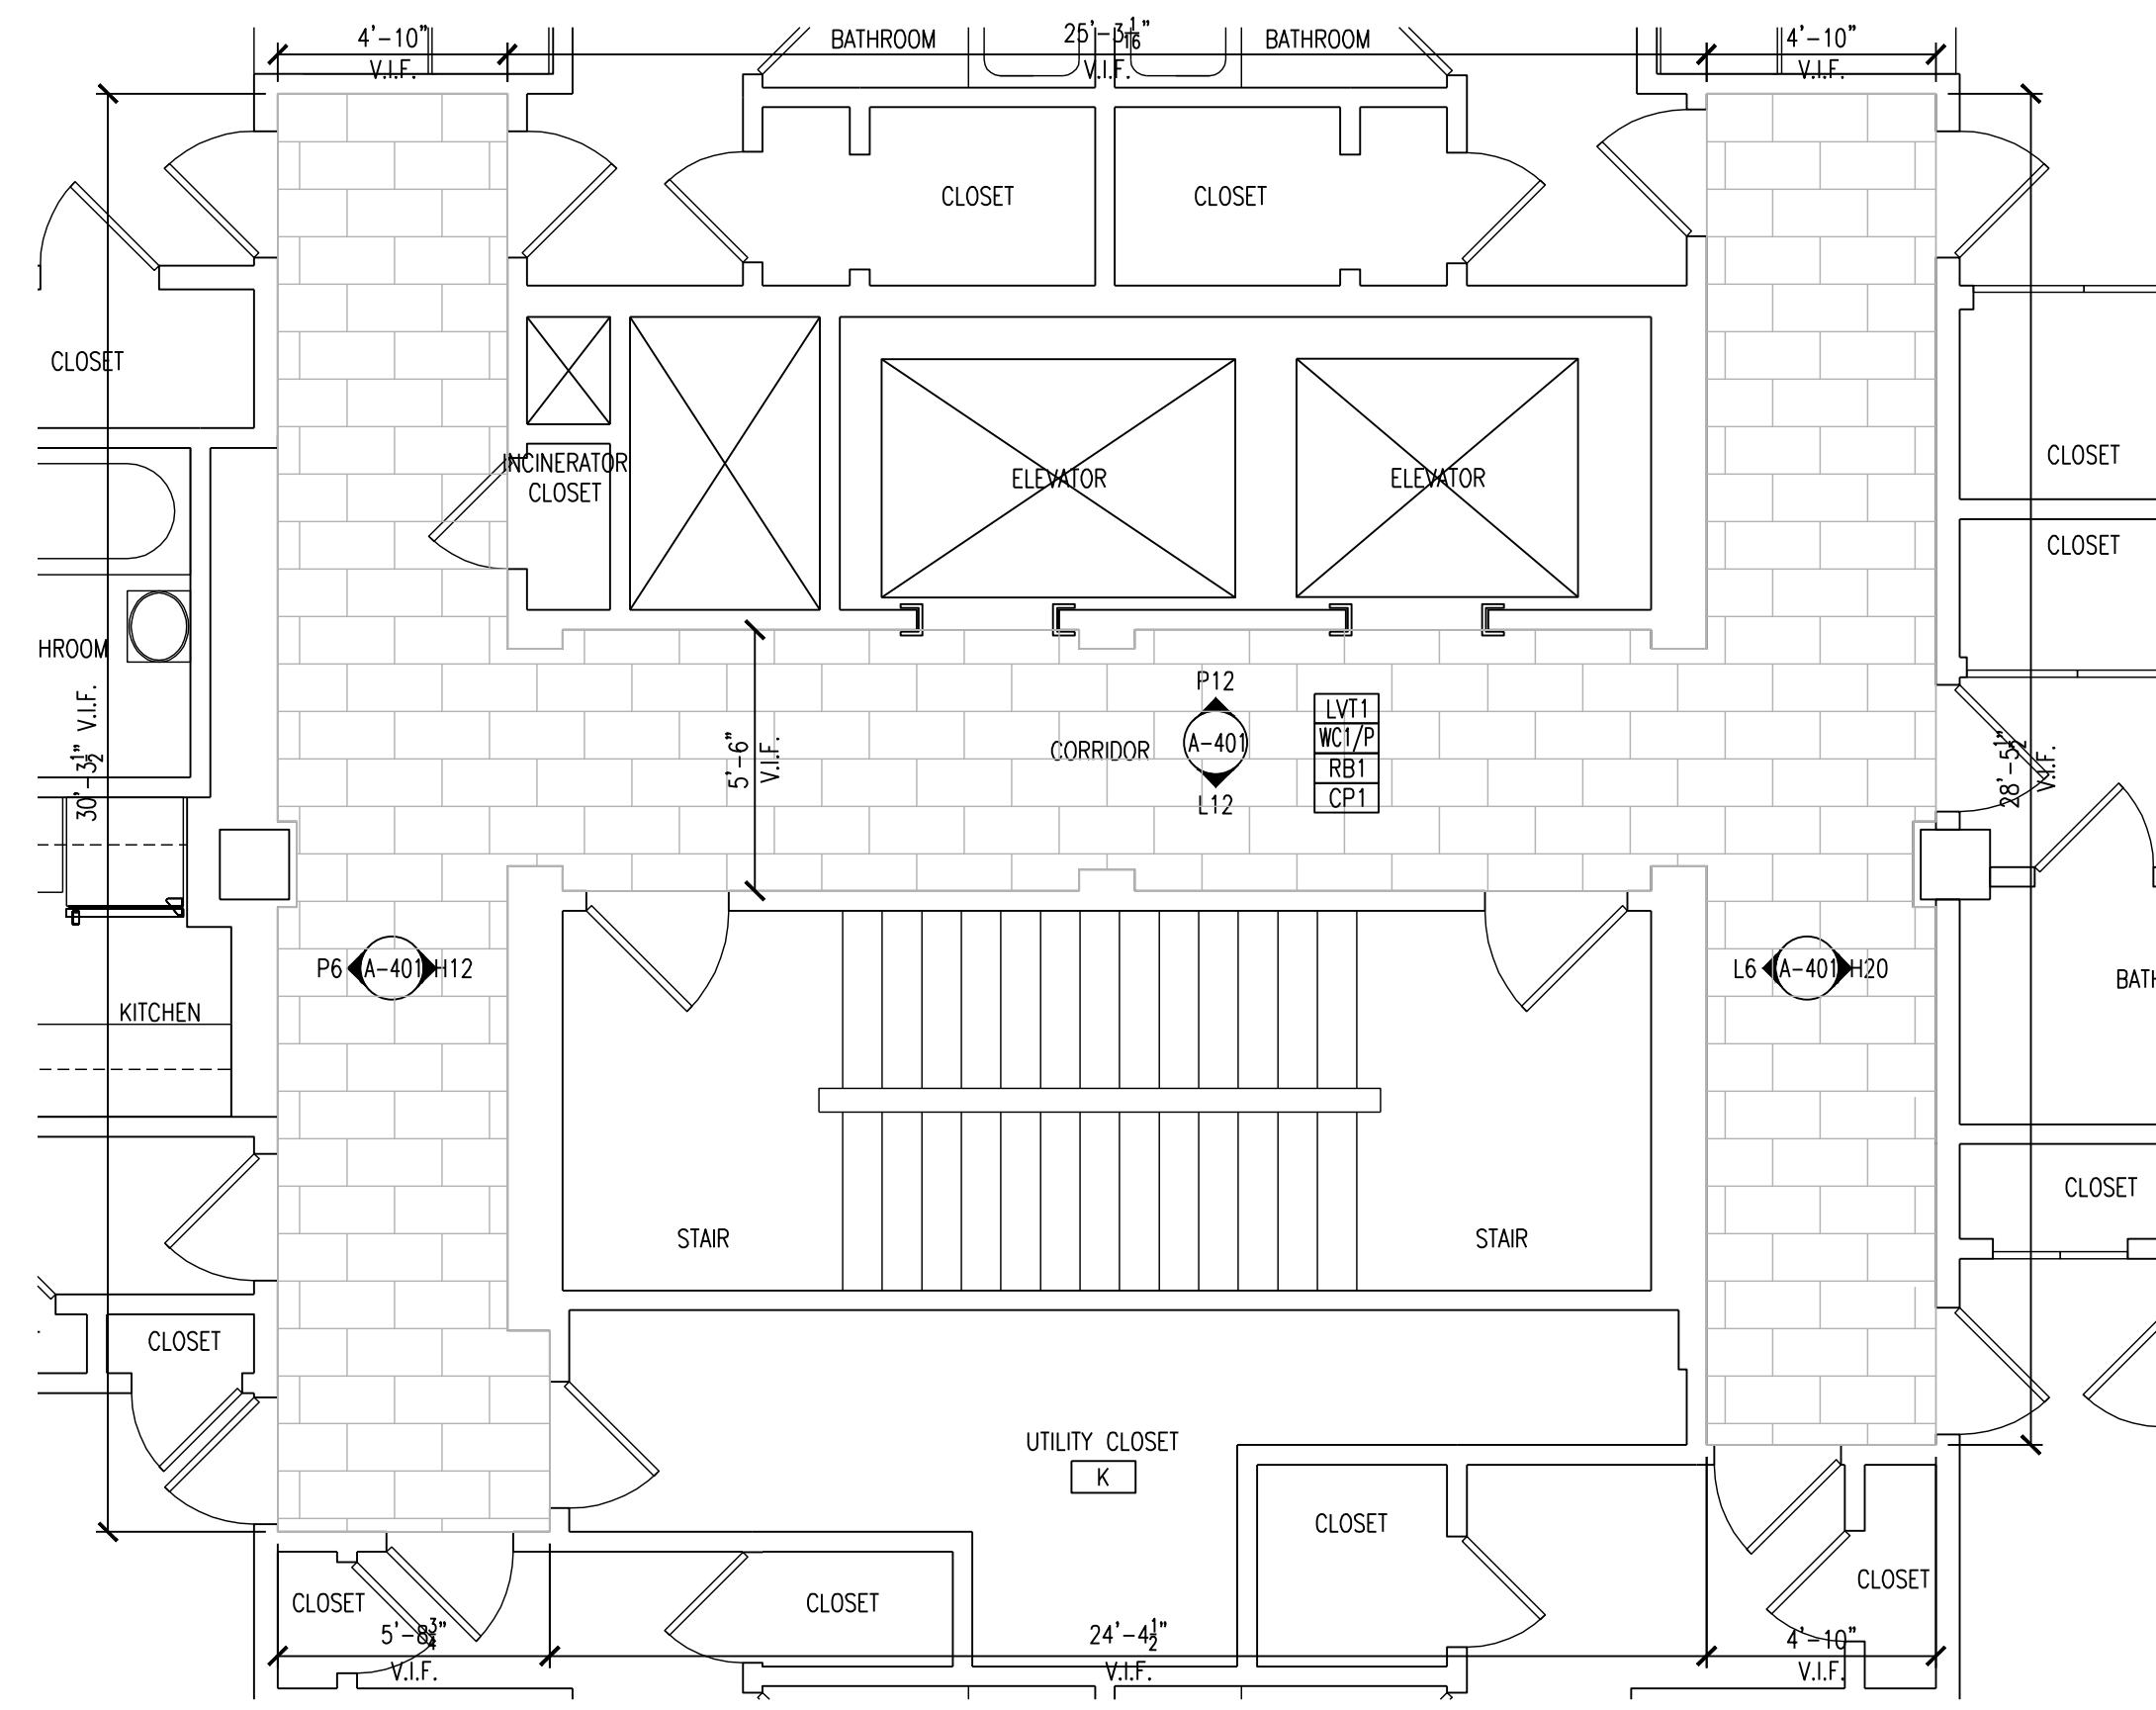 4'-10"
V.I.F.
BATHROOM
25'-3 1/16"
V.I.F.
BATHROOM
4'-10"
V.I.F.
CLOSET
CLOSET
CLOSET
INCINERATOR
CLOSET
ELEVATOR
ELEVATOR
CLOSET
CLOSET
HROOM
30'-3 1/2" V.I.F.
5'-6"
V.I.F.
CORRIDOR
P12
A-401
L12
LVT1
WC1/P
RB1
CP1
28'-5 1/2"
V.I.F.
P6 A-401 H12
L6 A-401 H20
BATH
KITCHEN
CLOSET
STAIR
STAIR
CLOSET
UTILITY CLOSET
K
CLOSET
CLOSET
CLOSET
CLOSET
5'-8 3/4"
V.I.F.
24'-4 1/2"
V.I.F.
4'-10"
V.I.F.